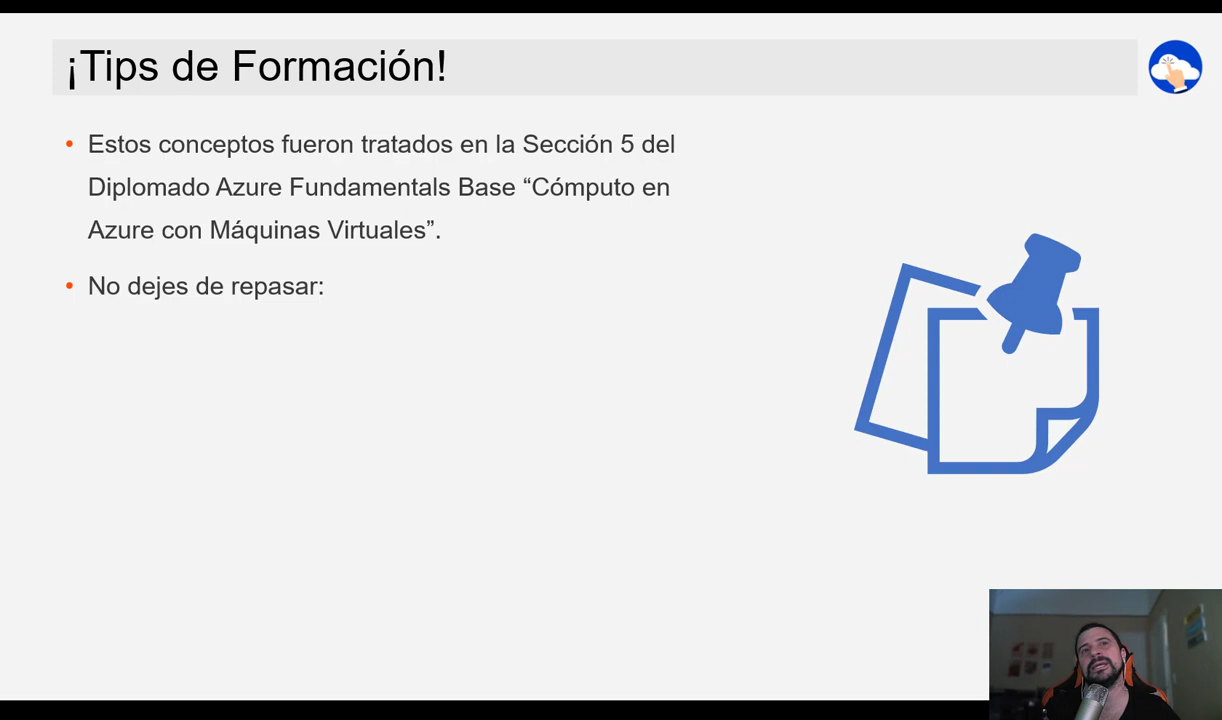 ¡Tips de Formación!
• Estos conceptos fueron tratados en la Sección 5 del
Diplomado Azure Fundamentals Base “Cómputo en
Azure con Máquinas Virtuales”.
• No dejes de repasar: